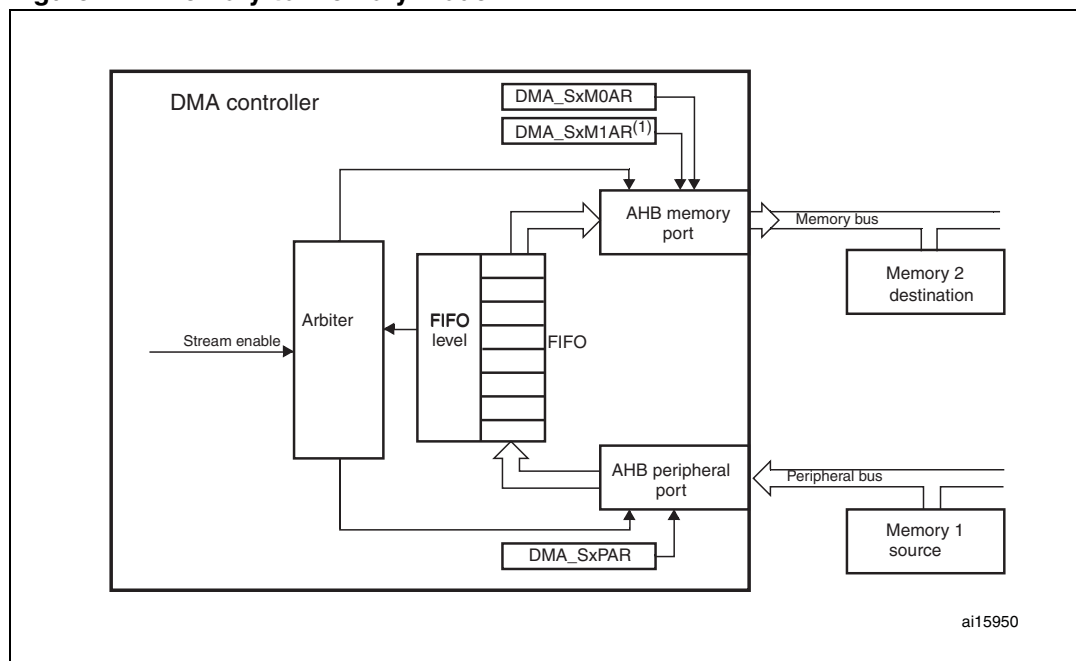 DMA controller
DMA_SxM0AR
DMA_SxM1AR(1)
AHB memory
port
Memory bus
Memory 2
destination
Arbiter
FIFO
level
FIFO
Stream enable
AHB peripheral
port
Peripheral bus
Memory 1
source
DMA_SxPAR
ai15950